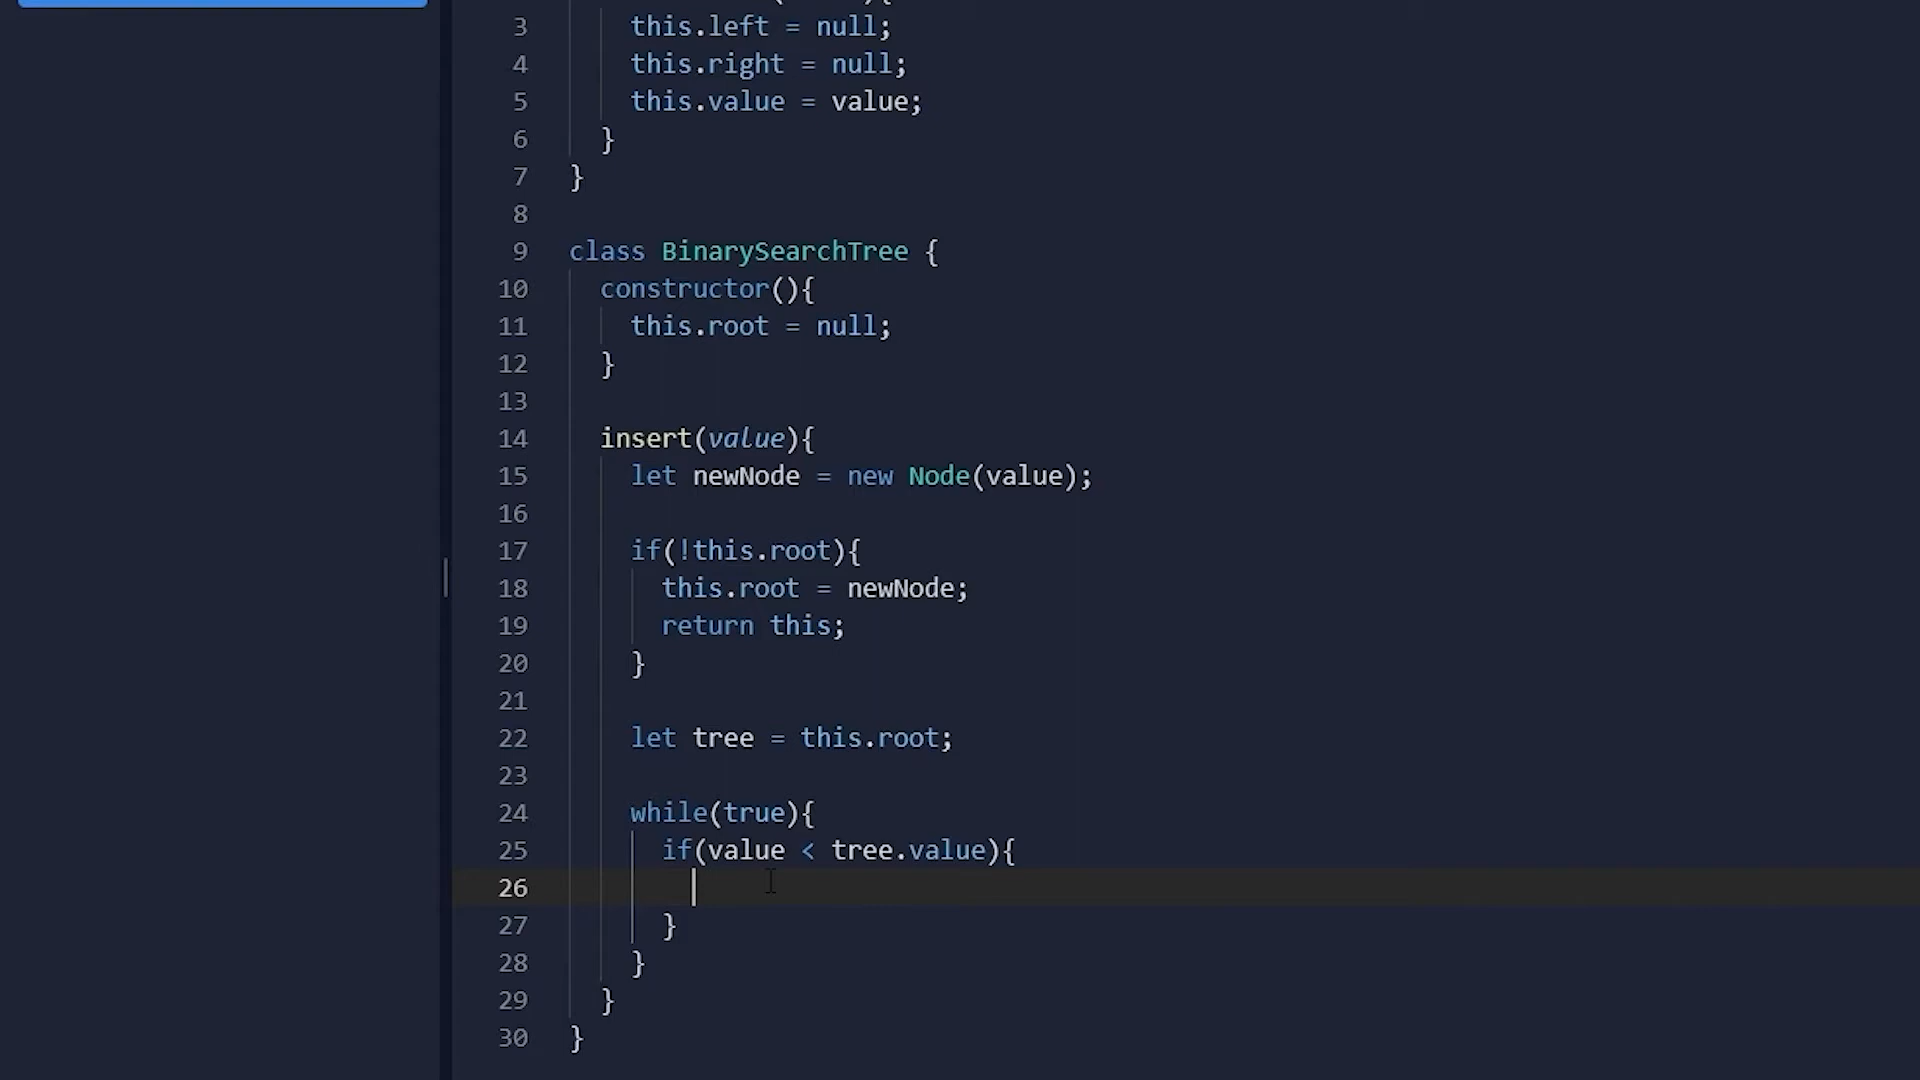 3 this.left = null;
4 this.right = null;
5 this.value = value;
6 }
7 }
8
9 class BinarySearchTree {
10 constructor(){
11 this.root = null;
12 }
13
14 insert(value){
15 let newNode = new Node(value);
16
17 if(!this.root){
18 this.root = newNode;
19 return this;
20 }
21
22 let tree = this.root;
23
24 while(true){
25 if(value < tree.value){
26
27 }
28 }
29 }
30 }